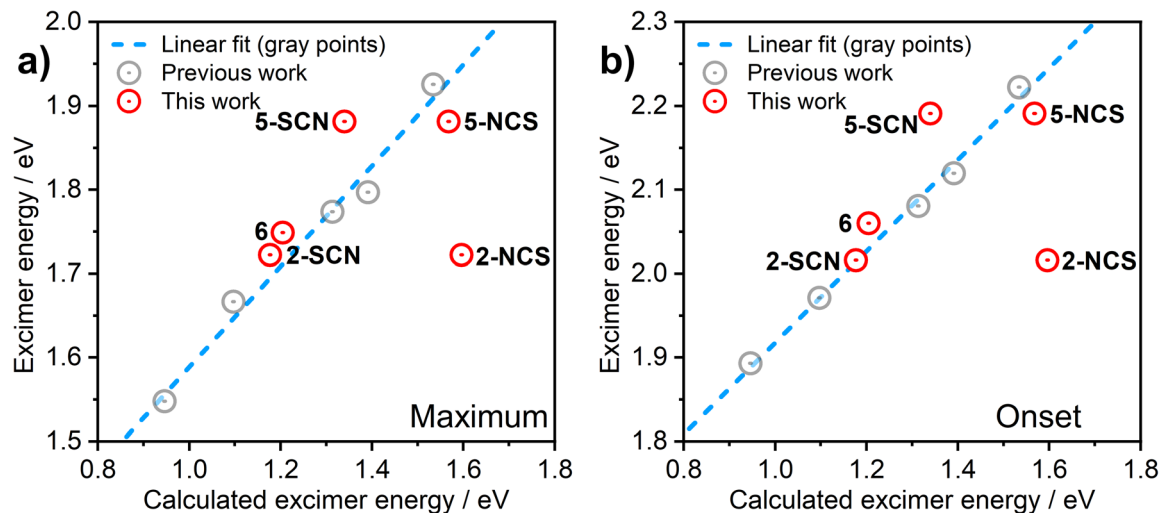 a)
Linear fit (gray points)
Previous work
This work
5-SCN
5-NCS
6
2-SCN
2-NCS
Maximum
Excimer energy / eV
2.0
1.9
1.8
1.7
1.6
1.5
0.8 1.0 1.2 1.4 1.6 1.8
Calculated excimer energy / eV
b)
Linear fit (gray points)
Previous work
This work
5-SCN
5-NCS
6
2-SCN
2-NCS
Onset
Excimer energy / eV
2.3
2.2
2.1
2.0
1.9
1.8
0.8 1.0 1.2 1.4 1.6 1.8
Calculated excimer energy / eV